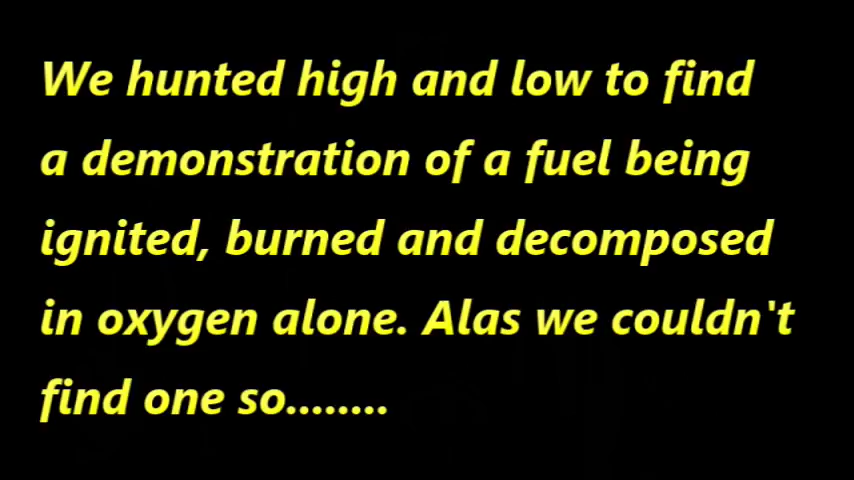 We hunted high and low to find
a demonstration of a fuel being
ignited, burned and decomposed
in oxygen alone. Alas we couldn't
find one so........